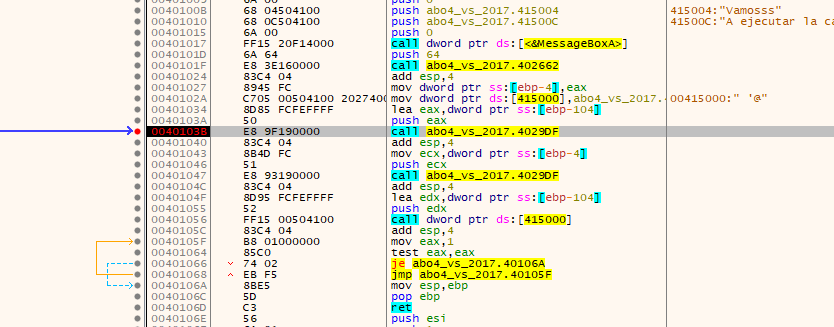 00401009 6A 00 push 0
0040100B 68 04504100 push abo4_vs_2017.415004 415004:"Vamosss"
00401010 68 0C504100 push abo4_vs_2017.41500C 41500C:"A ejecutar la ca
00401015 6A 00 push 0
00401017 FF15 20F14000 call dword ptr ds:[<&MessageBoxA>]
0040101D 6A 64 push 64
0040101F E8 3E160000 call abo4_vs_2017.402662
00401024 83C4 04 add esp,4
00401027 8945 FC mov dword ptr ss:[ebp-4],eax
0040102A C705 00504100 2027400 mov dword ptr ds:[415000],abo4_vs_2017. 00415000:" '@"
00401034 8D85 FCFEFFFF lea eax,dword ptr ss:[ebp-104]
0040103A 50 push eax
0040103B E8 9F190000 call abo4_vs_2017.4029DF
00401040 83C4 04 add esp,4
00401043 8B4D FC mov ecx,dword ptr ss:[ebp-4]
00401046 51 push ecx
00401047 E8 93190000 call abo4_vs_2017.4029DF
0040104C 83C4 04 add esp,4
0040104F 8D95 FCFEFFFF lea edx,dword ptr ss:[ebp-104]
00401055 52 push edx
00401056 FF15 00504100 call dword ptr ds:[415000]
0040105C 83C4 04 add esp,4
0040105F B8 01000000 mov eax,1
00401064 85C0 test eax,eax
00401066 74 02 je abo4_vs_2017.40106A
00401068 EB F5 jmp abo4_vs_2017.40105F
0040106A 8BE5 mov esp,ebp
0040106C 5D pop ebp
0040106D C3 ret
0040106E 56 push esi